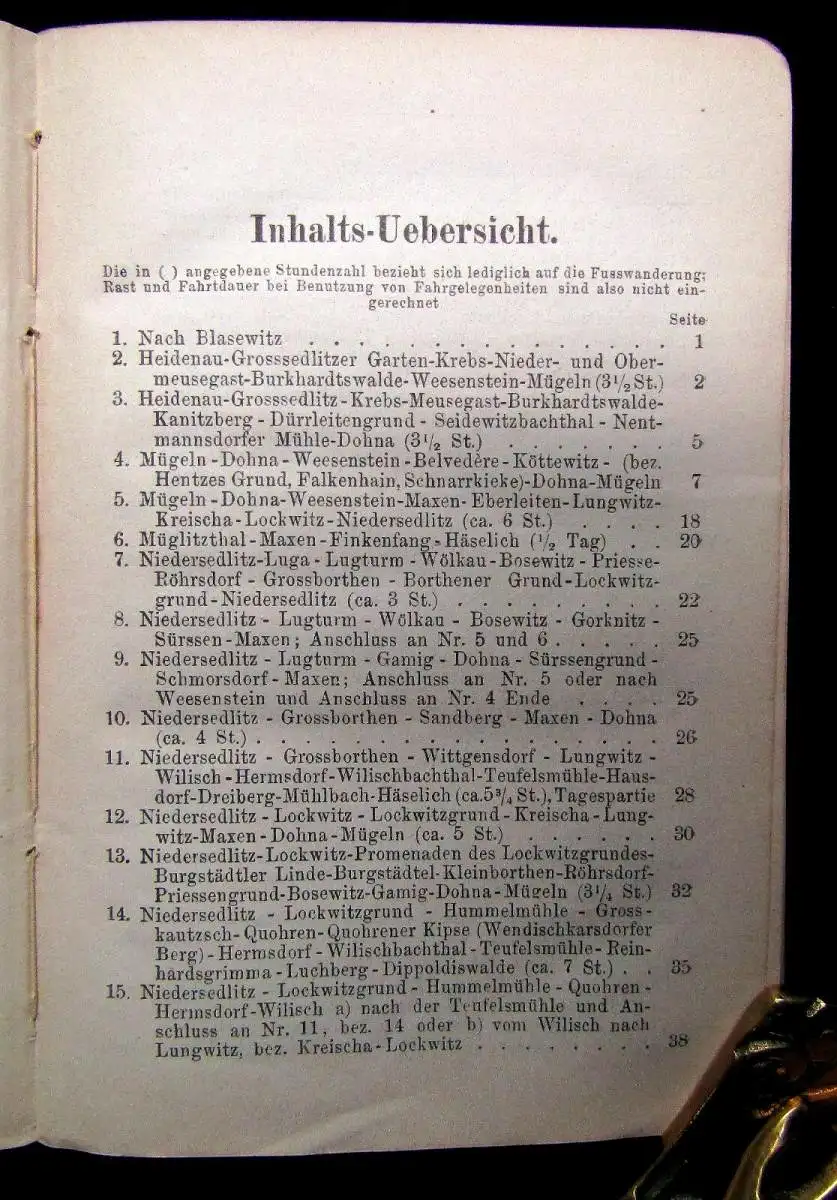 Inhalts-Uebersicht.
Die in ( ) angegebene Stundenzahl bezieht sich lediglich auf die Fusswanderung;
Rast und Fahrtdauer bei Benutzung von Fahrgelegenheiten sind also nicht ein-
gerechnet
Seite
1. Nach Blasewitz . . . . . . . . . . . . . . . 1
2. Heidenau-Grosssedlitzer Garten-Krebs-Nieder- und Ober-
meusegast-Burkhardtswalde-Weesenstein-Mügeln (3½ St.) 2
3. Heidenau-Grosssedlitz-Krebs-Meusegast-Burkhardtswalde-
Kanitzberg - Dürrleitengrund - Seidewitzbachthal - Nent-
mannsdorfer Mühle-Dohna (3½ St.) . . . . . . . 5
4. Mügeln-Dohna-Weesenstein-Belvedère-Köttewitz- (bez.
Hentzes Grund, Falkenhain, Schnarrkieke)-Dohna-Mügeln 7
5. Mügeln-Dohna-Weesenstein-Maxen-Eberleiten-Lungwitz-
Kreischa-Lockwitz-Niedersedlitz (ca. 6 St.) . . . . 18
6. Müglitzthal-Maxen-Finkenfang-Häselich (½ Tag) . . 20
7. Niedersedlitz-Luga-Lugturm-Wölkau-Bosewitz-Priesse-
Röhrsdorf - Grossborthen - Borthener Grund-Lockwitz-
grund-Niedersedlitz (ca. 3 St.) . . . . . . . . . 22
8. Niedersedlitz - Lugturm - Wölkau - Bosewitz - Gorknitz -
Sürssen-Maxen; Anschluss an Nr. 5 und 6 . . . . . 25
9. Niedersedlitz - Lugturm - Gamig - Dohna - Sürssengrund -
Schmorsdorf-Maxen; Anschluss an Nr. 5 oder nach
Weesenstein und Anschluss an Nr. 4 Ende . . . . 25
10. Niedersedlitz - Grossborthen - Sandberg - Maxen - Dohna
(ca. 4 St.) . . . . . . . . . . . . . . . . 26
11. Niedersedlitz - Grossborthen - Wittgensdorf - Lungwitz -
Wilisch-Hermsdorf-Wilischbachthal-Teufelsmühle-Haus-
dorf-Dreiberg-Mühlbach-Häselich (ca. 5¾ St.), Tagespartie 28
12. Niedersedlitz - Lockwitz - Lockwitzgrund - Kreischa - Lung-
witz-Maxen-Dohna-Mügeln (ca. 5 St.) . . . . . . 30
13. Niedersedlitz-Lockwitz-Promenaden des Lockwitzgrundes-
Burgstädtler Linde-Burgstädtel-Kleinborthen-Röhrsdorf-
Priessengrund-Bosewitz-Gamig-Dohna-Mügeln (3¼ St.) 32
14. Niedersedlitz - Lockwitzgrund - Hummelmühle - Gross-
kautzsch-Quohren-Quohrener Kipse (Wendischkarsdorfer
Berg)-Hermsdorf-Wilischbachthal-Teufelsmühle-Rein-
hardsgrimma-Luchberg-Dippoldiswalde (ca. 7 St.) . . 35
15. Niedersedlitz - Lockwitzgrund - Hummelmühle - Quohren -
Hermsdorf-Wilisch a) nach der Teufelsmühle und An-
schluss an Nr. 11, bez. 14 oder b) vom Wilisch nach
Lungwitz, bez. Kreischa-Lockwitz . . . . . . . . 38